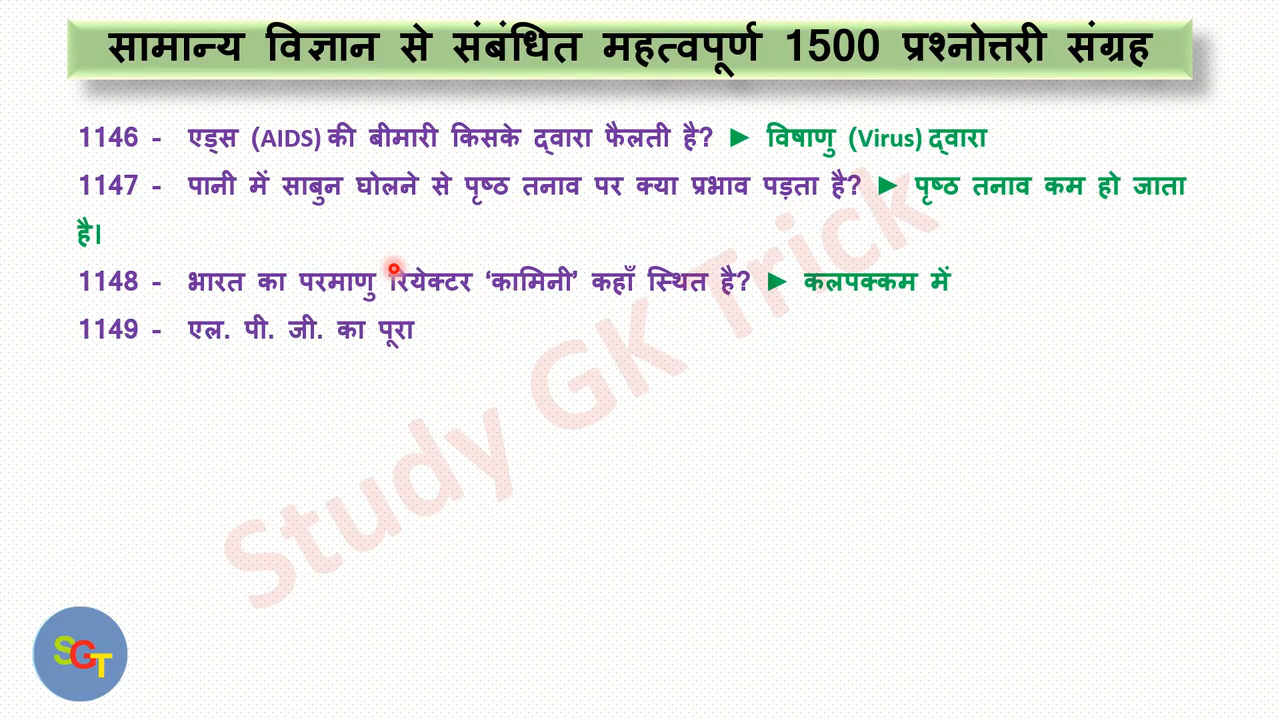 सामान्य विज्ञान से संबंधित महत्वपूर्ण 1500 प्रश्नोत्तरी संग्रह
1146 - एड्स (AIDS) की बीमारी किसके द्वारा फैलती है? ► विषाणु (Virus) द्वारा
1147 - पानी में साबुन घोलने से पृष्ठ तनाव पर क्या प्रभाव पड़ता है? ► पृष्ठ तनाव कम हो जाता
है।
1148 - भारत का परमाणु रियेक्टर ‘कामिनी’ कहाँ स्थित है? ► कलपक्कम में
1149 - एल. पी. जी. का पूरा
Study GK Trick
SGT